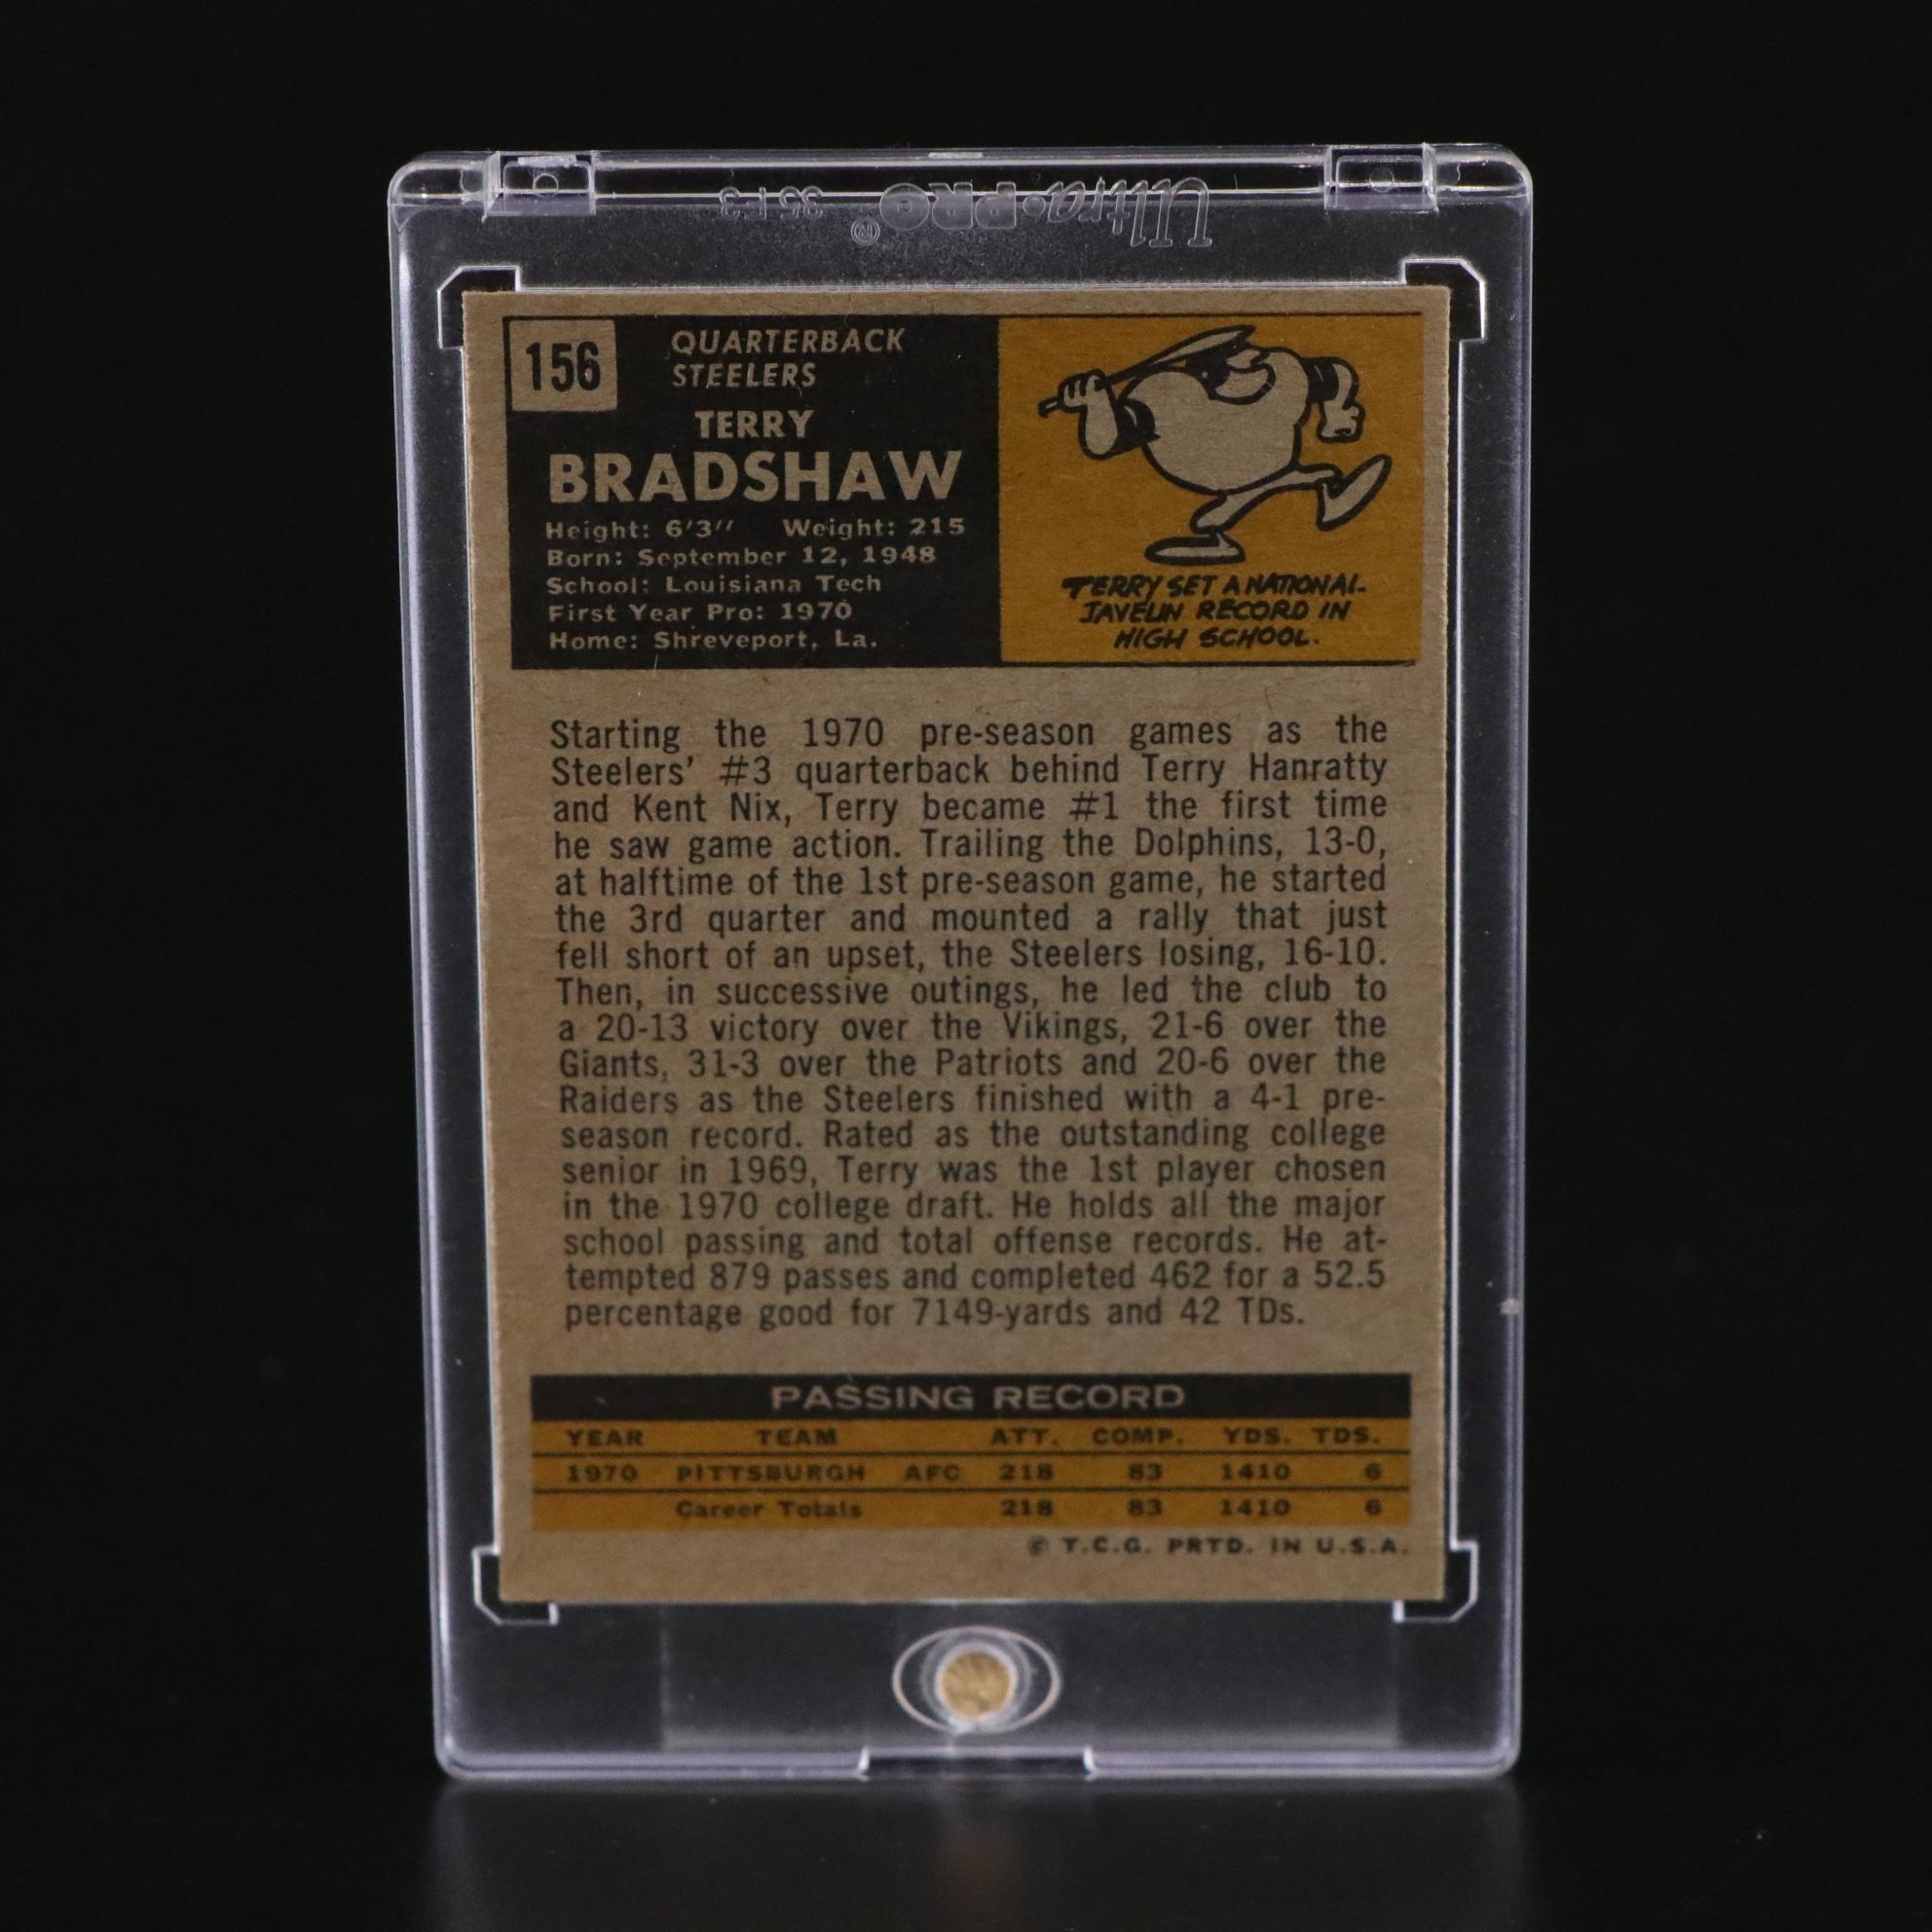 Ultra•PRO® 35 F3
156
QUARTERBACK
STEELERS
TERRY
BRADSHAW
Height: 6'3'' Weight: 215
Born: September 12, 1948
School: Louisiana Tech
First Year Pro: 1970
Home: Shreveport, La.
TERRY SET A NATIONAL
JAVELIN RECORD IN
HIGH SCHOOL.
Starting the 1970 pre-season games as the
Steelers' #3 quarterback behind Terry Hanratty
and Kent Nix, Terry became #1 the first time
he saw game action. Trailing the Dolphins, 13-0,
at halftime of the 1st pre-season game, he started
the 3rd quarter and mounted a rally that just
fell short of an upset, the Steelers losing, 16-10.
Then, in successive outings, he led the club to
a 20-13 victory over the Vikings, 21-6 over the
Giants, 31-3 over the Patriots and 20-6 over the
Raiders as the Steelers finished with a 4-1 pre-
season record. Rated as the outstanding college
senior in 1969, Terry was the 1st player chosen
in the 1970 college draft. He holds all the major
school passing and total offense records. He at-
tempted 879 passes and completed 462 for a 52.5
percentage good for 7149-yards and 42 TDs.
PASSING RECORD
YEAR TEAM ATT. COMP. YDS. TDS.
1970 PITTSBURGH AFC 218 83 1410 6
Career Totals 218 83 1410 6
© T.C.G. PRTD. IN U.S.A.